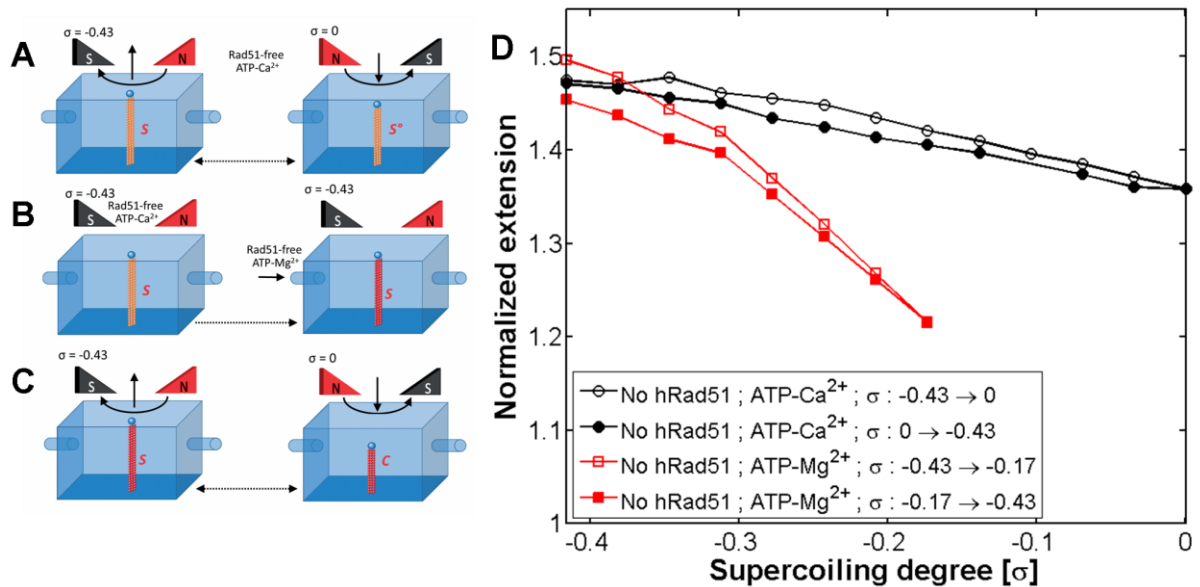 A
σ = -0.43
S
N
S
σ = 0
N
S
Rad51-free
ATP-Ca²⁺
S°
B
σ = -0.43
Rad51-free
ATP-Ca²⁺
S
N
S
Rad51-free
ATP-Mg²⁺
σ = -0.43
S
N
S
C
σ = -0.43
S
N
S
σ = 0
N
S
C
D
Normalized extension
1.5
1.4
1.3
1.2
1.1
1
-0.4
-0.3
-0.2
-0.1
0
Supercoiling degree [σ]
No hRad51 ; ATP-Ca²⁺ ; σ : -0.43 → 0
No hRad51 ; ATP-Ca²⁺ ; σ : 0 → -0.43
No hRad51 ; ATP-Mg²⁺ ; σ : -0.43 → -0.17
No hRad51 ; ATP-Mg²⁺ ; σ : -0.17 → -0.43